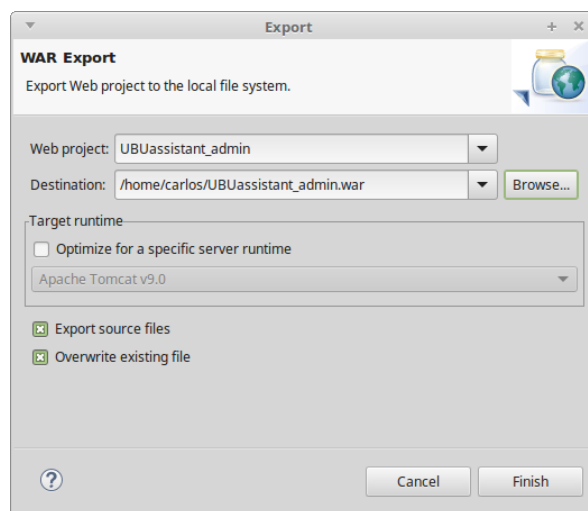 Export
WAR Export
Export Web project to the local file system.
Web project: UBUassistant_admin
Destination: /home/carlos/UBUassistant_admin.war Browse...
Target runtime
Optimize for a specific server runtime
Apache Tomcat v9.0
Export source files
Overwrite existing file
Cancel Finish